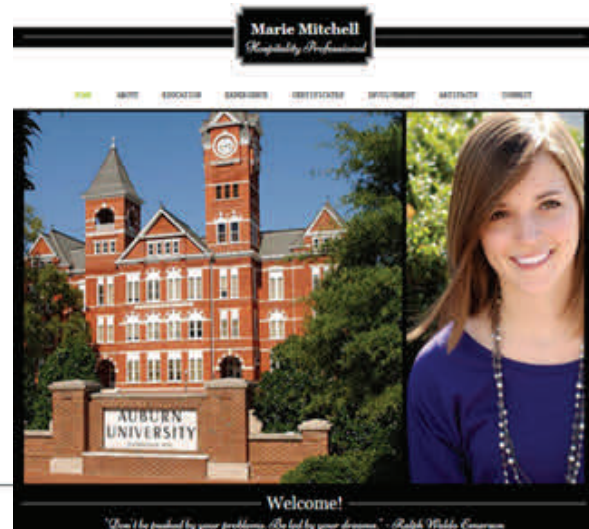 Marie Mitchell
Hospitality Professional
HOME ABOUT EDUCATION EXPERIENCE CERTIFICATES INVOLVEMENT ARTIFACTS CONNECT
AUBURN
UNIVERSITY
Welcome!
"Don't be pushed by your problems. Be led by your dreams." - Ralph Waldo Emerson